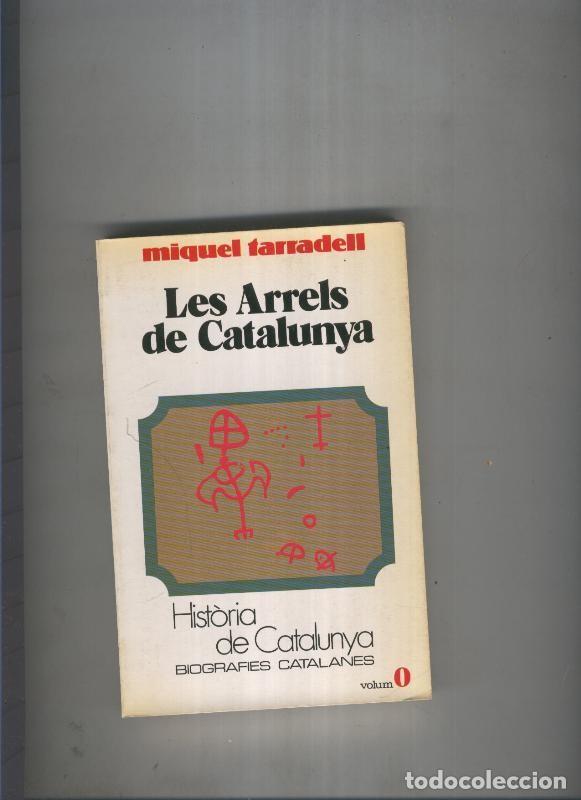 miquel tarradell
Les Arrels
de Catalunya
Història
de Catalunya
BIOGRAFIES CATALANES
volum 0
todocoleccion